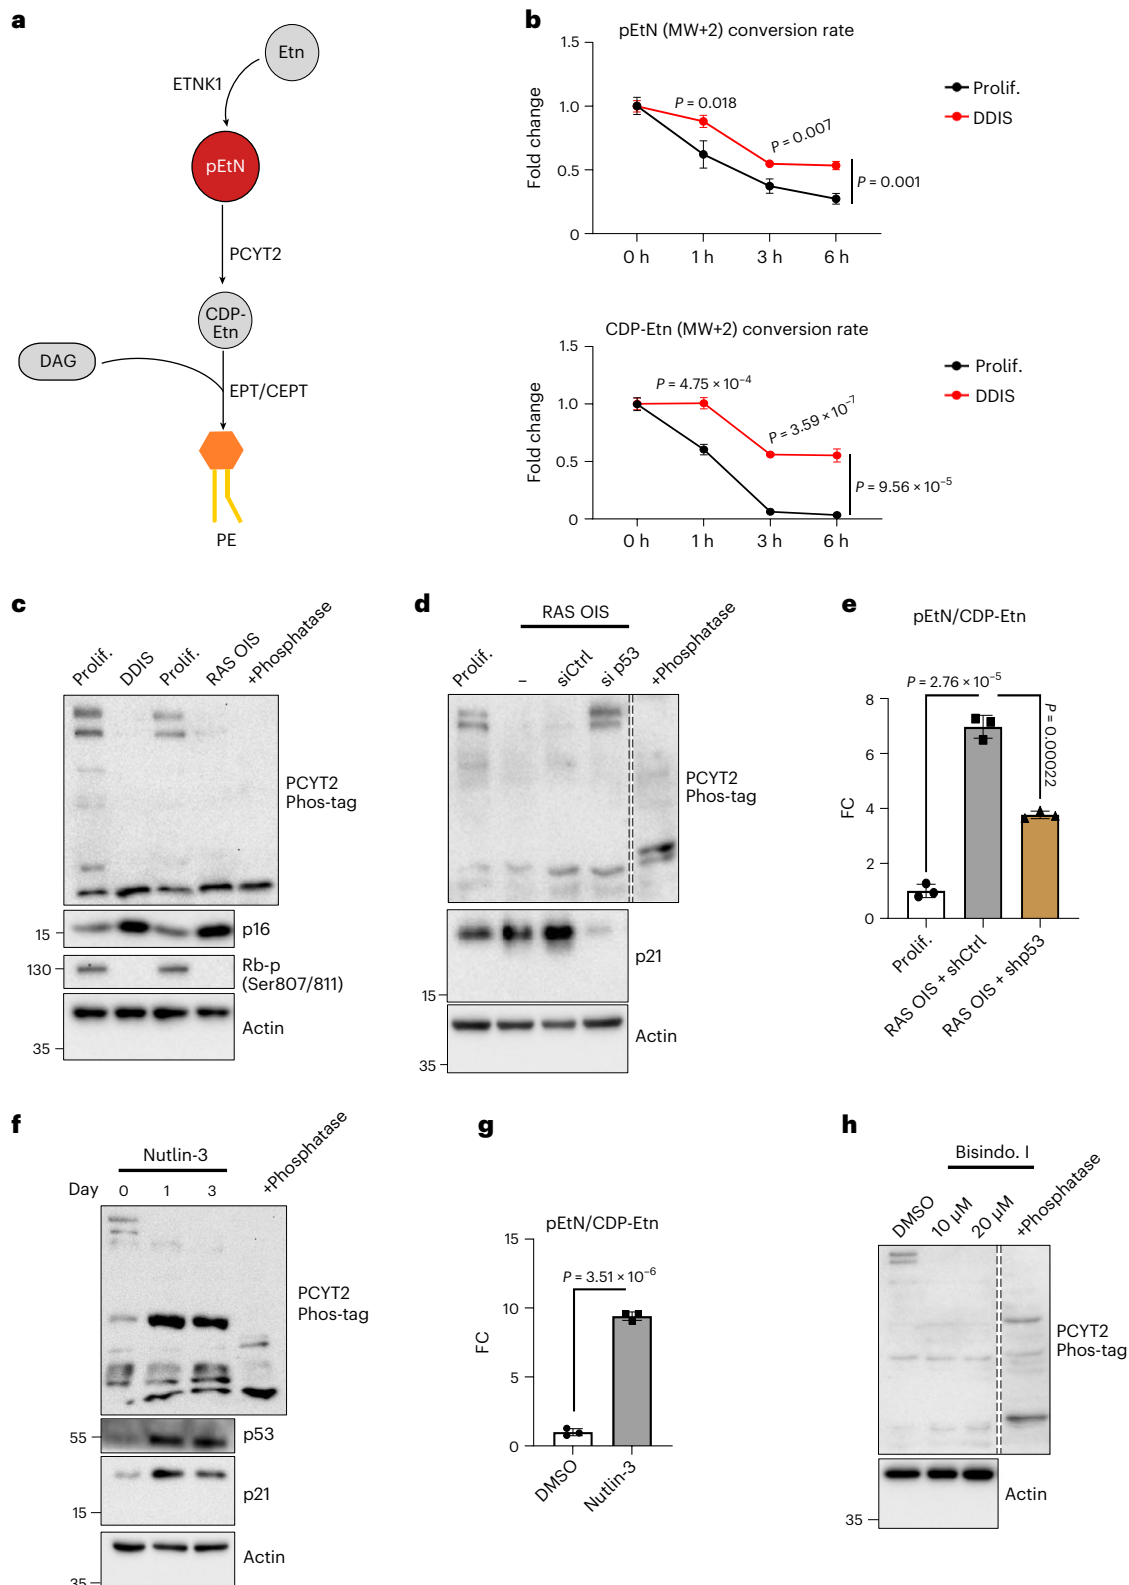 a
Etn
ETNK1
pEtN
PCYT2
CDP-
Etn
DAG
EPT/CEPT
PE
b
pEtN (MW+2) conversion rate
1.5
1.0
0.5
0
Fold change
P = 0.018
P = 0.007
P = 0.001
0 h 1 h 3 h 6 h
Prolif.
DDIS
CDP-Etn (MW+2) conversion rate
1.5
1.0
0.5
0
Fold change
P = 4.75 × 10⁻⁴
P = 3.59 × 10⁻⁷
P = 9.56 × 10⁻⁵
0 h 1 h 3 h 6 h
Prolif.
DDIS
c
Prolif. DDIS Prolif. RAS OIS +Phosphatase
PCYT2
Phos-tag
15
p16
130
Rb-p
(Ser807/811)
Actin
35
d
RAS OIS
Prolif. – siCtrl si p53 +Phosphatase
PCYT2
Phos-tag
p21
15
Actin
35
e
pEtN/CDP-Etn
P = 2.76 × 10⁻⁵
P = 0.00022
8
6
4
2
0
FC
Prolif.
RAS OIS + shCtrl
RAS OIS + shp53
f
Nutlin-3
+Phosphatase
Day 0 1 3
PCYT2
Phos-tag
55
p53
p21
15
Actin
35
g
pEtN/CDP-Etn
15
10
5
0
FC
P = 3.51 × 10⁻⁶
DMSO
Nutlin-3
h
Bisindo. I
DMSO 10 µM 20 µM +Phosphatase
PCYT2
Phos-tag
Actin
35